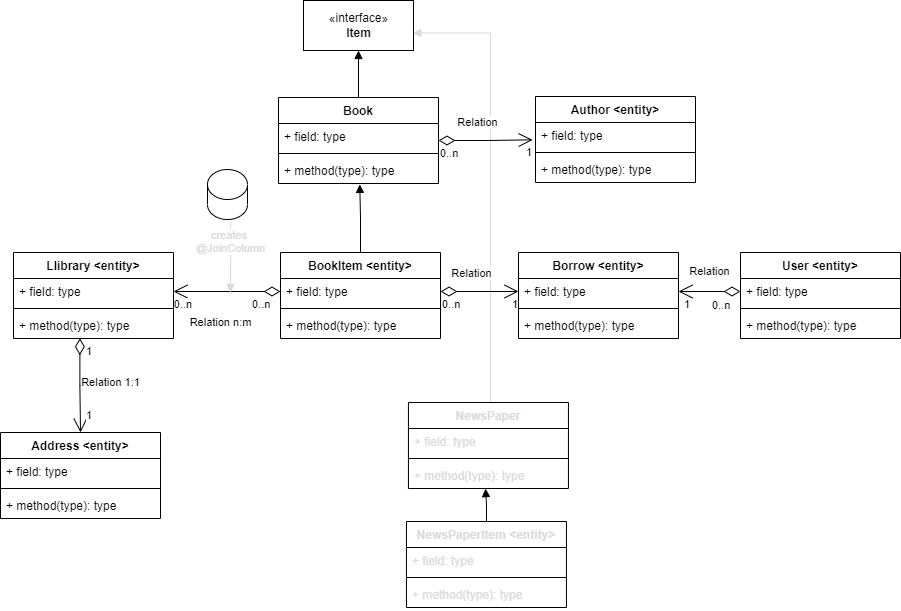 «interface»
Item
Book
+ field: type
+ method(type): type
Relation
0..n
1
Author <entity>
+ field: type
+ method(type): type
creates
@JoinColumn
Llibrary <entity>
+ field: type
+ method(type): type
0..n
0..n
Relation n:m
BookItem <entity>
+ field: type
+ method(type): type
Relation
0..n
1
Borrow <entity>
+ field: type
+ method(type): type
Relation
1
0..n
User <entity>
+ field: type
+ method(type): type
1
Relation 1:1
1
Address <entity>
+ field: type
+ method(type): type
NewsPaper
+ field: type
+ method(type): type
NewsPaperItem <entity>
+ field: type
+ method(type): type